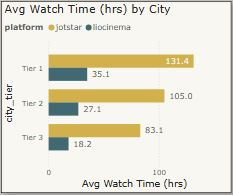 Avg Watch Time (hrs) by City
platform jotstar liocinema
Tier 1 131.4
35.1
Tier 2 105.0
27.1
Tier 3 83.1
18.2
city_tier
0 100
Avg Watch Time (hrs)